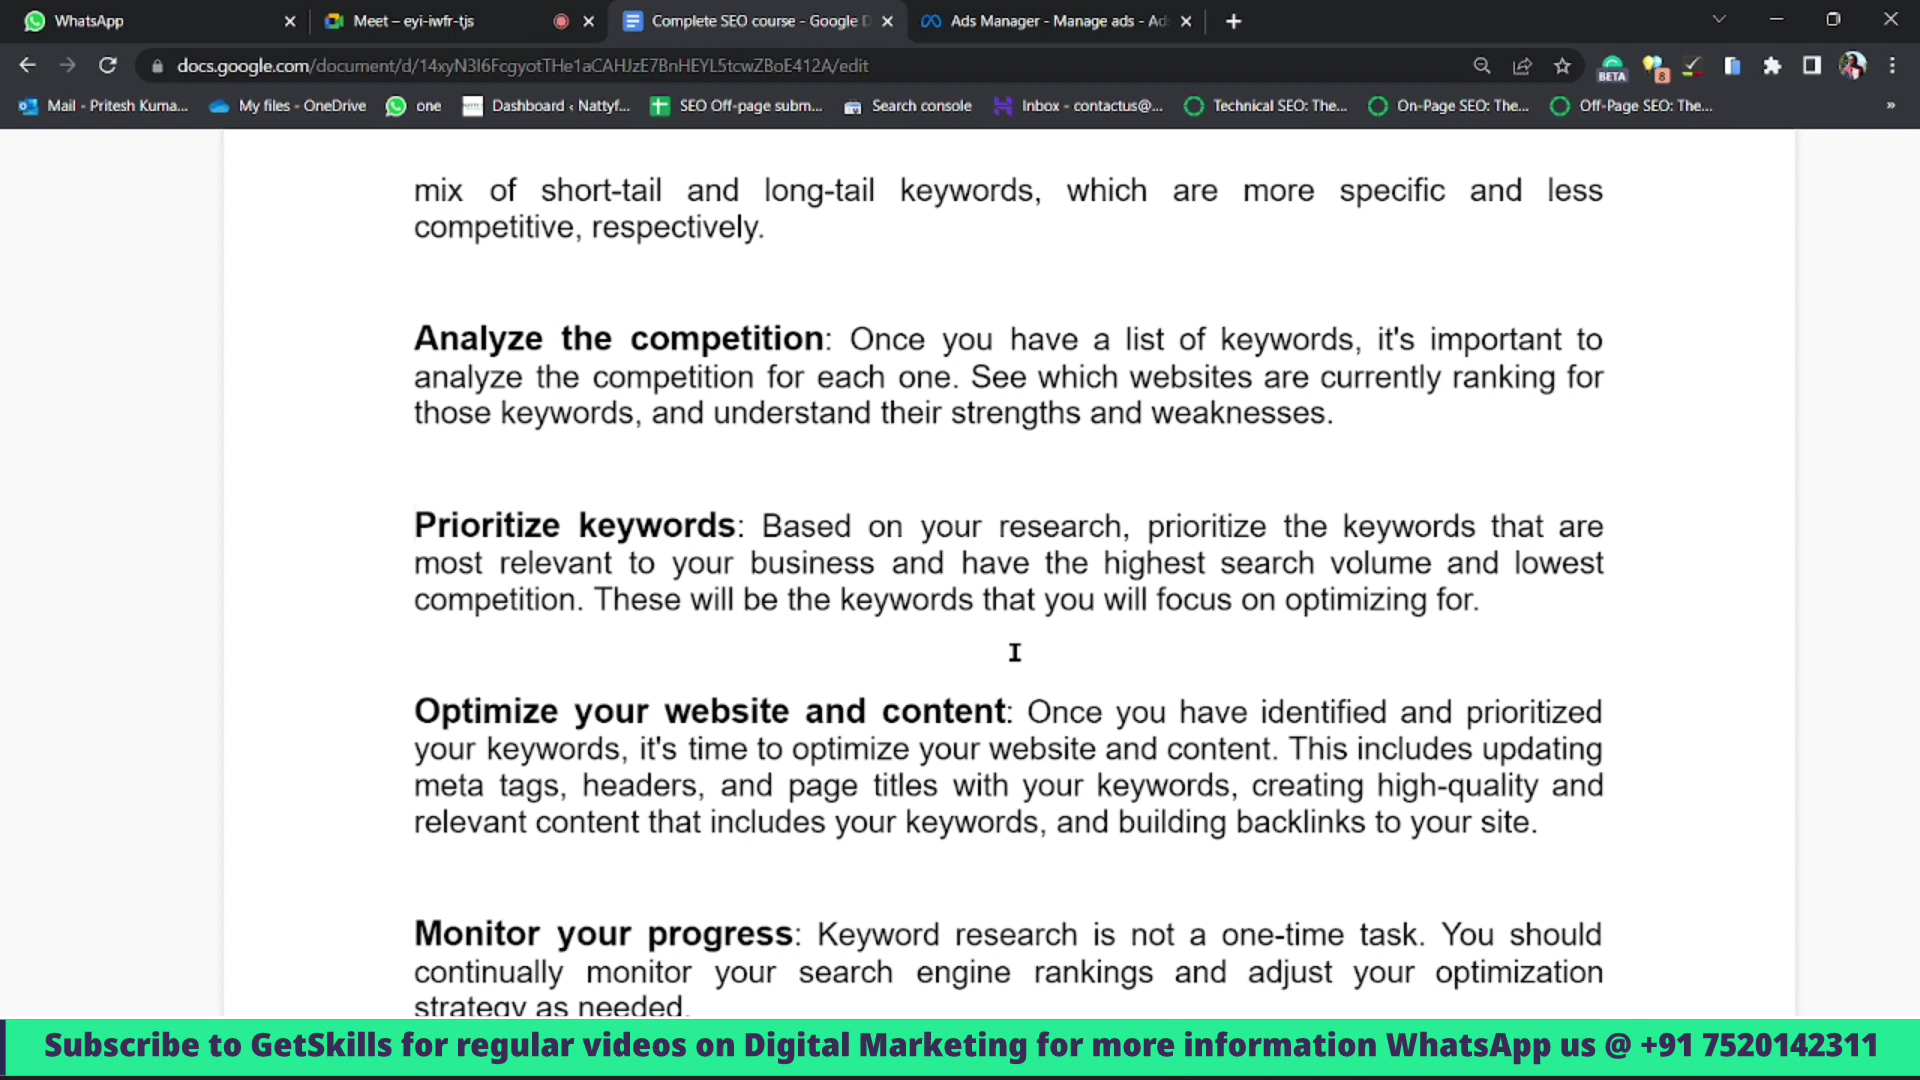 WhatsApp
Meet – eyi-iwfr-tjs
Complete SEO course - Google D
Ads Manager - Manage ads - Ad
docs.google.com/document/d/14xyN3I6FcgyotTHe1aCAHJzE7BnHEYL5tcwZBoE412A/edit
BETA
8
Mail - Pritesh Kuma...
My files - OneDrive
one
Dashboard ‹ Nattyf...
SEO Off-page subm...
Search console
Inbox - contactus@...
Technical SEO: The...
On-Page SEO: The...
Off-Page SEO: The...
»
mix of short-tail and long-tail keywords, which are more specific and less
competitive, respectively.
Analyze the competition: Once you have a list of keywords, it's important to
analyze the competition for each one. See which websites are currently ranking for
those keywords, and understand their strengths and weaknesses.
Prioritize keywords: Based on your research, prioritize the keywords that are
most relevant to your business and have the highest search volume and lowest
competition. These will be the keywords that you will focus on optimizing for.
Optimize your website and content: Once you have identified and prioritized
your keywords, it's time to optimize your website and content. This includes updating
meta tags, headers, and page titles with your keywords, creating high-quality and
relevant content that includes your keywords, and building backlinks to your site.
Monitor your progress: Keyword research is not a one-time task. You should
continually monitor your search engine rankings and adjust your optimization
strategy as needed.
Subscribe to GetSkills for regular videos on Digital Marketing for more information WhatsApp us @ +91 7520142311